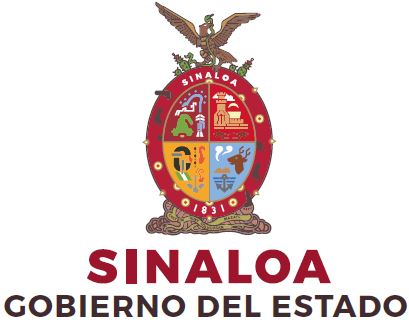 SINALOA
1831
SINALOA
GOBIERNO DEL ESTADO